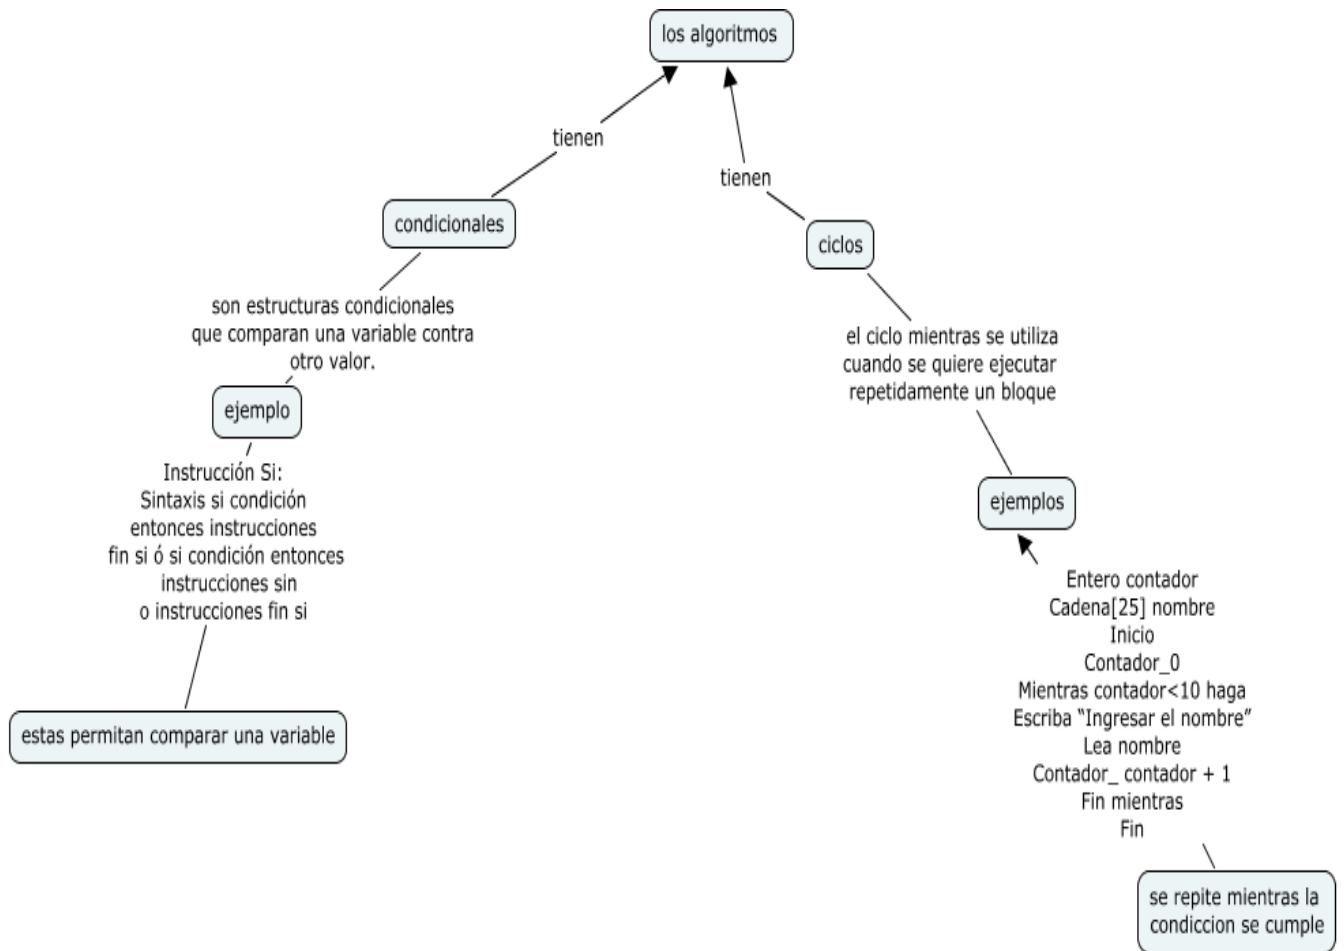 los algoritmos
tienen
condicionales
son estructuras condicionales
que comparan una variable contra
otro valor.
ejemplo
Instrucción Si:
Sintaxis si condición
entonces instrucciones
fin si ó si condición entonces
instrucciones sin
o instrucciones fin si
estas permitan comparar una variable
tienen
ciclos
el ciclo mientras se utiliza
cuando se quiere ejecutar
repetidamente un bloque
ejemplos
Entero contador
Cadena[25] nombre
Inicio
Contador_0
Mientras contador<10 haga
Escriba “Ingresar el nombre”
Lea nombre
Contador_ contador + 1
Fin mientras
Fin
se repite mientras la
condiccion se cumple